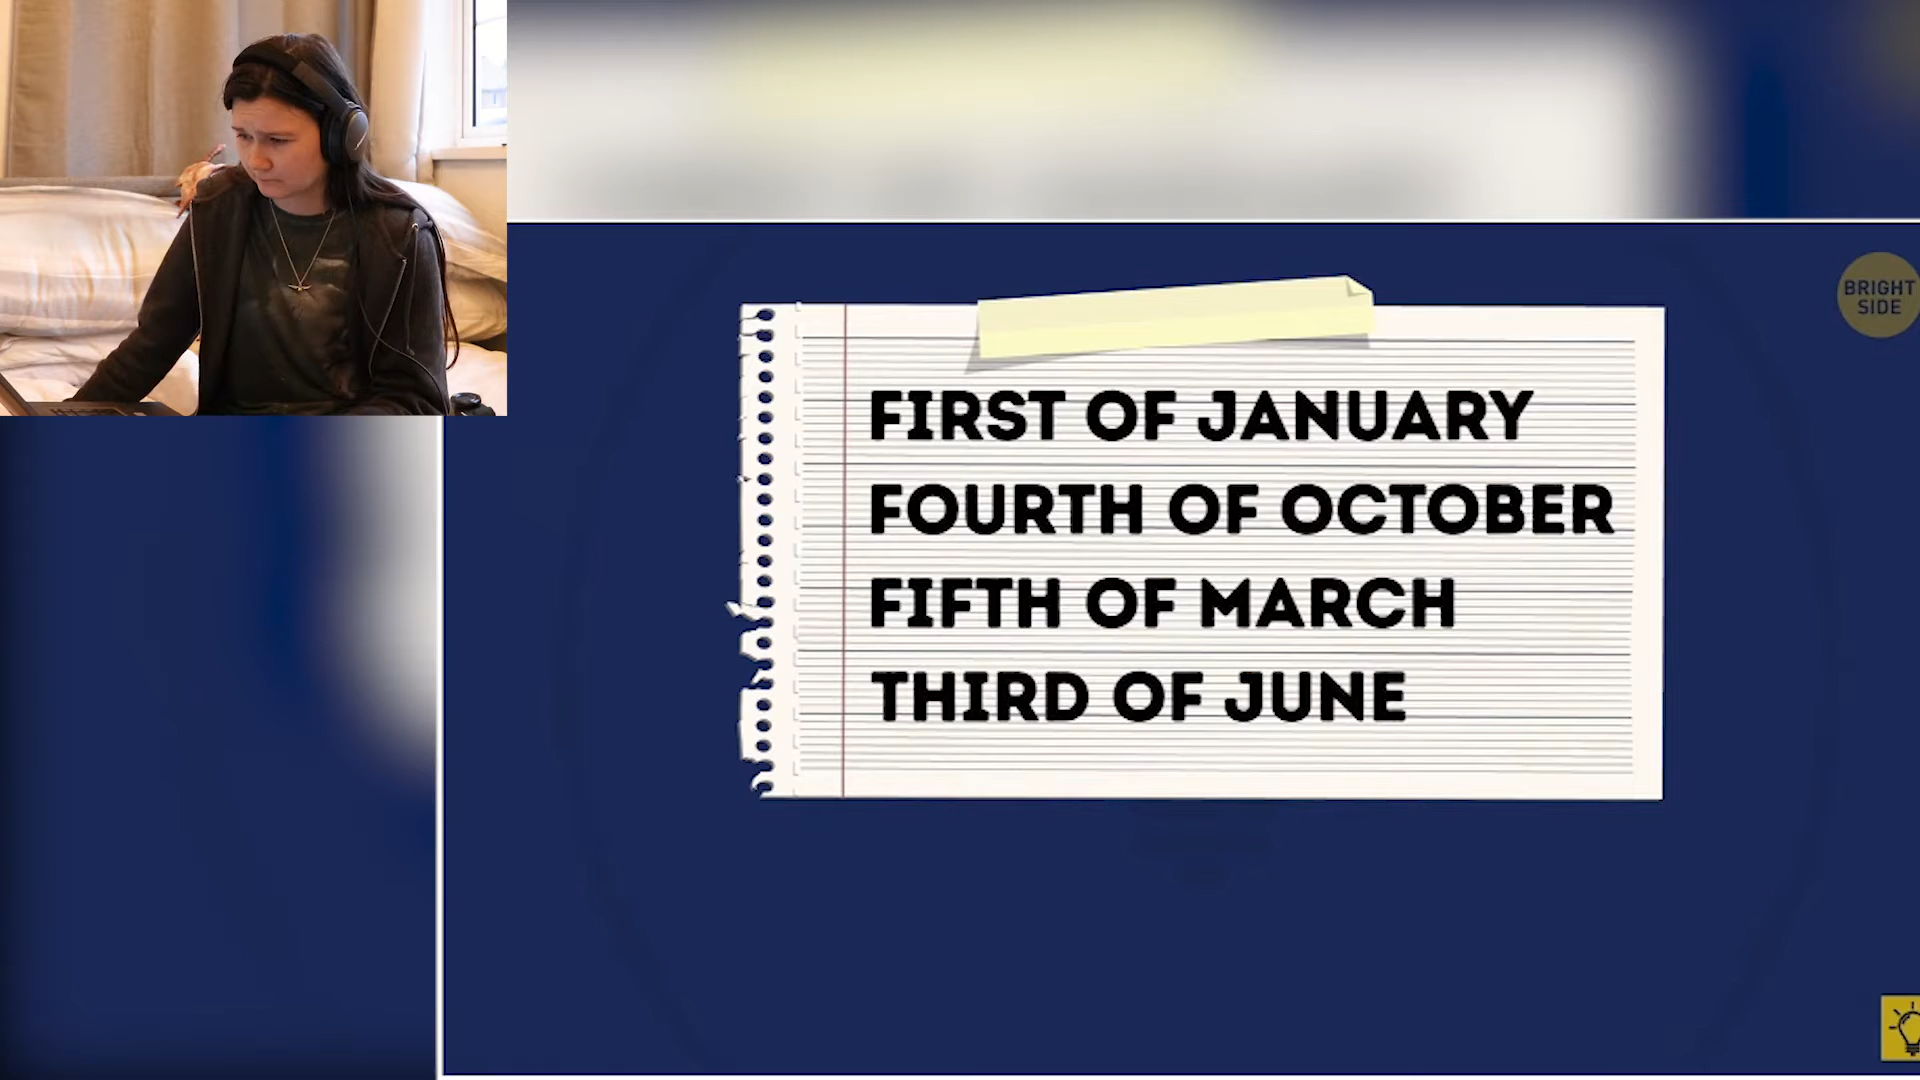 BRIGHT
SIDE
FIRST OF JANUARY
FOURTH OF OCTOBER
FIFTH OF MARCH
THIRD OF JUNE